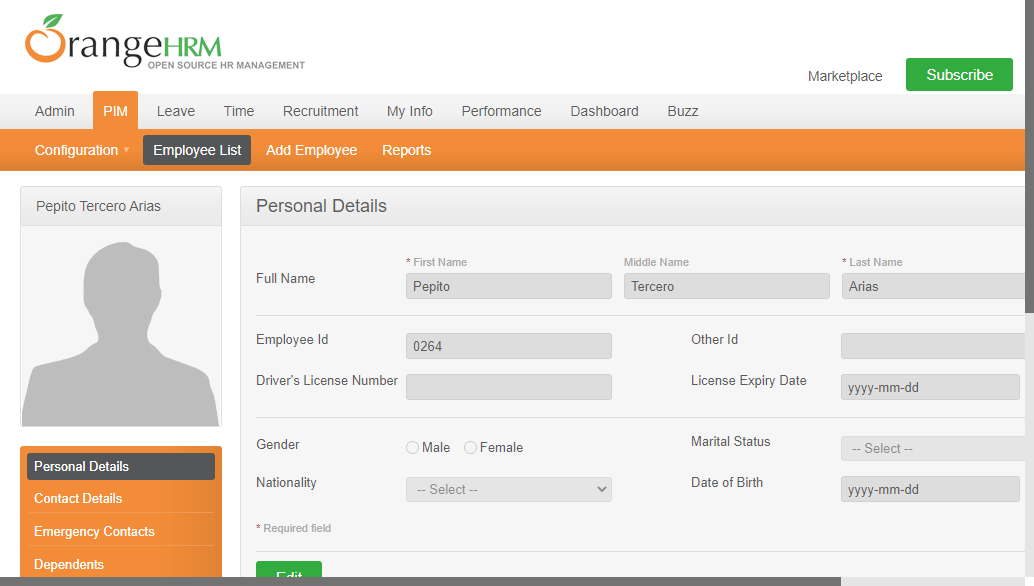 OrangeHRM
OPEN SOURCE HR MANAGEMENT
Marketplace
Subscribe
Admin PIM Leave Time Recruitment My Info Performance Dashboard Buzz
Configuration Employee List Add Employee Reports
Pepito Tercero Arias
Personal Details
* First Name Middle Name * Last Name
Full Name Pepito Tercero Arias
Employee Id 0264 Other Id
Driver's License Number License Expiry Date yyyy-mm-dd
Gender Male Female Marital Status -- Select --
Nationality -- Select -- Date of Birth yyyy-mm-dd
* Required field
Edit
Personal Details
Contact Details
Emergency Contacts
Dependents